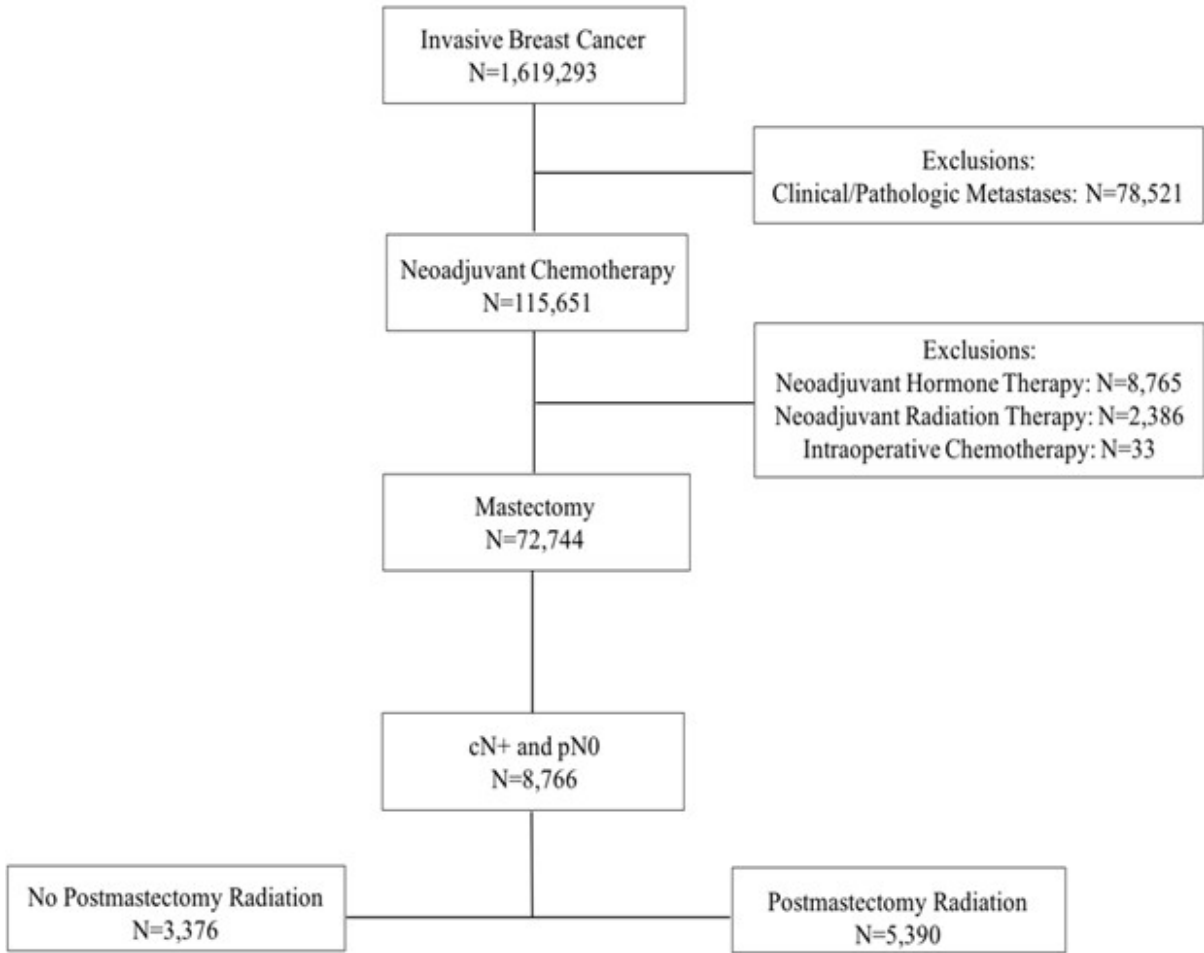 Invasive Breast Cancer
N=1,619,293
Exclusions:
Clinical/Pathologic Metastases: N=78,521
Neoadjuvant Chemotherapy
N=115,651
Exclusions:
Neoadjuvant Hormone Therapy: N=8,765
Neoadjuvant Radiation Therapy: N=2,386
Intraoperative Chemotherapy: N=33
Mastectomy
N=72,744
cN+ and pN0
N=8,766
No Postmastectomy Radiation
N=3,376
Postmastectomy Radiation
N=5,390